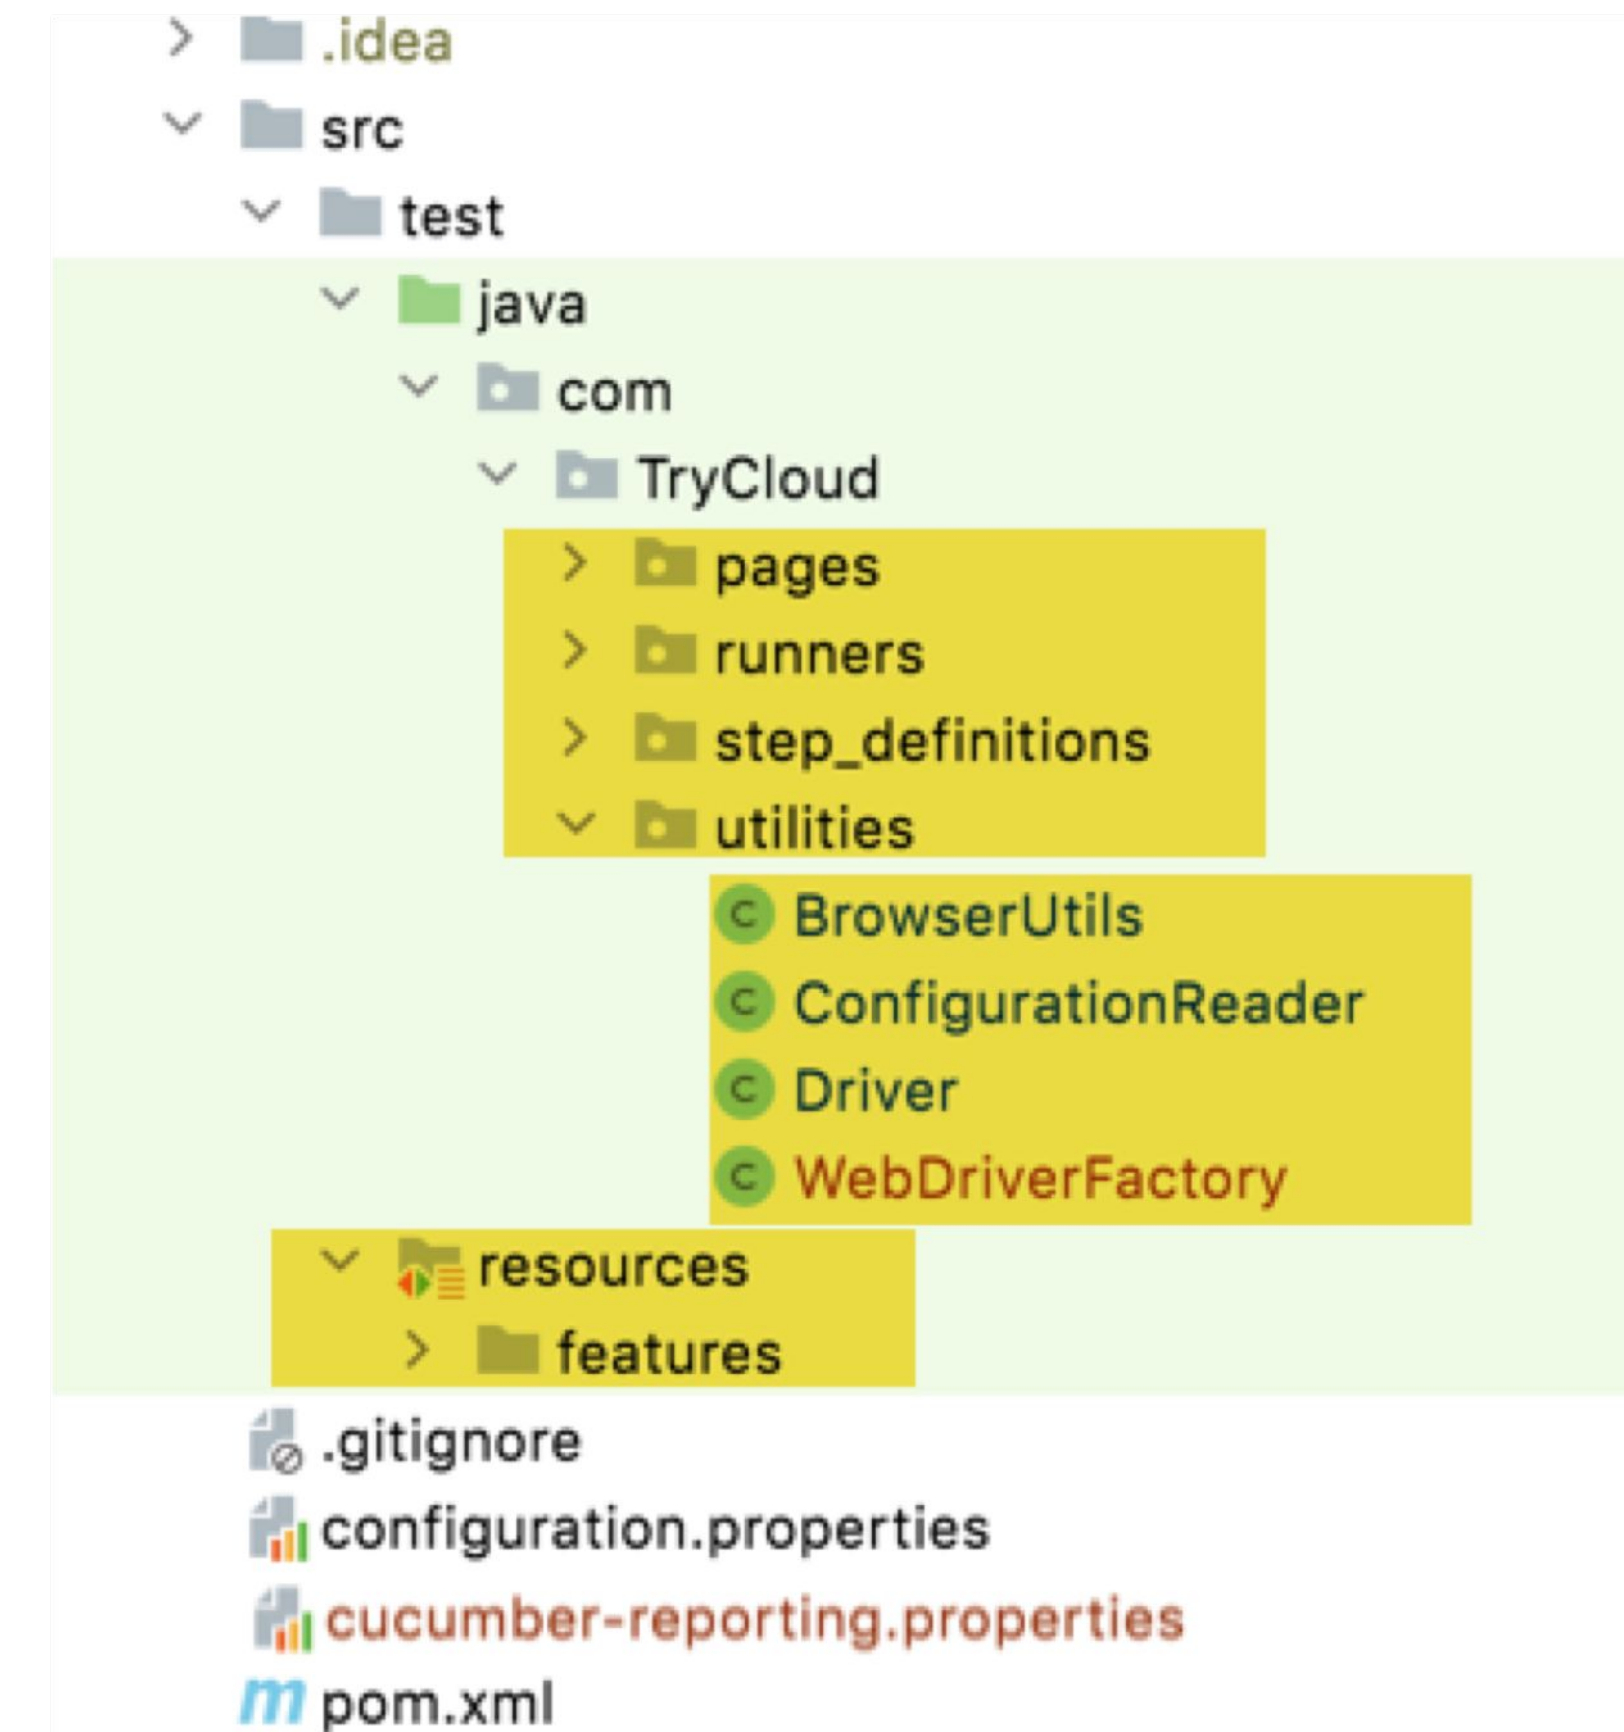 .idea
src
test
java
com
TryCloud
pages
runners
step_definitions
utilities
C BrowserUtils
C ConfigurationReader
C Driver
C WebDriverFactory
resources
features
.gitignore
configuration.properties
cucumber-reporting.properties
m pom.xml